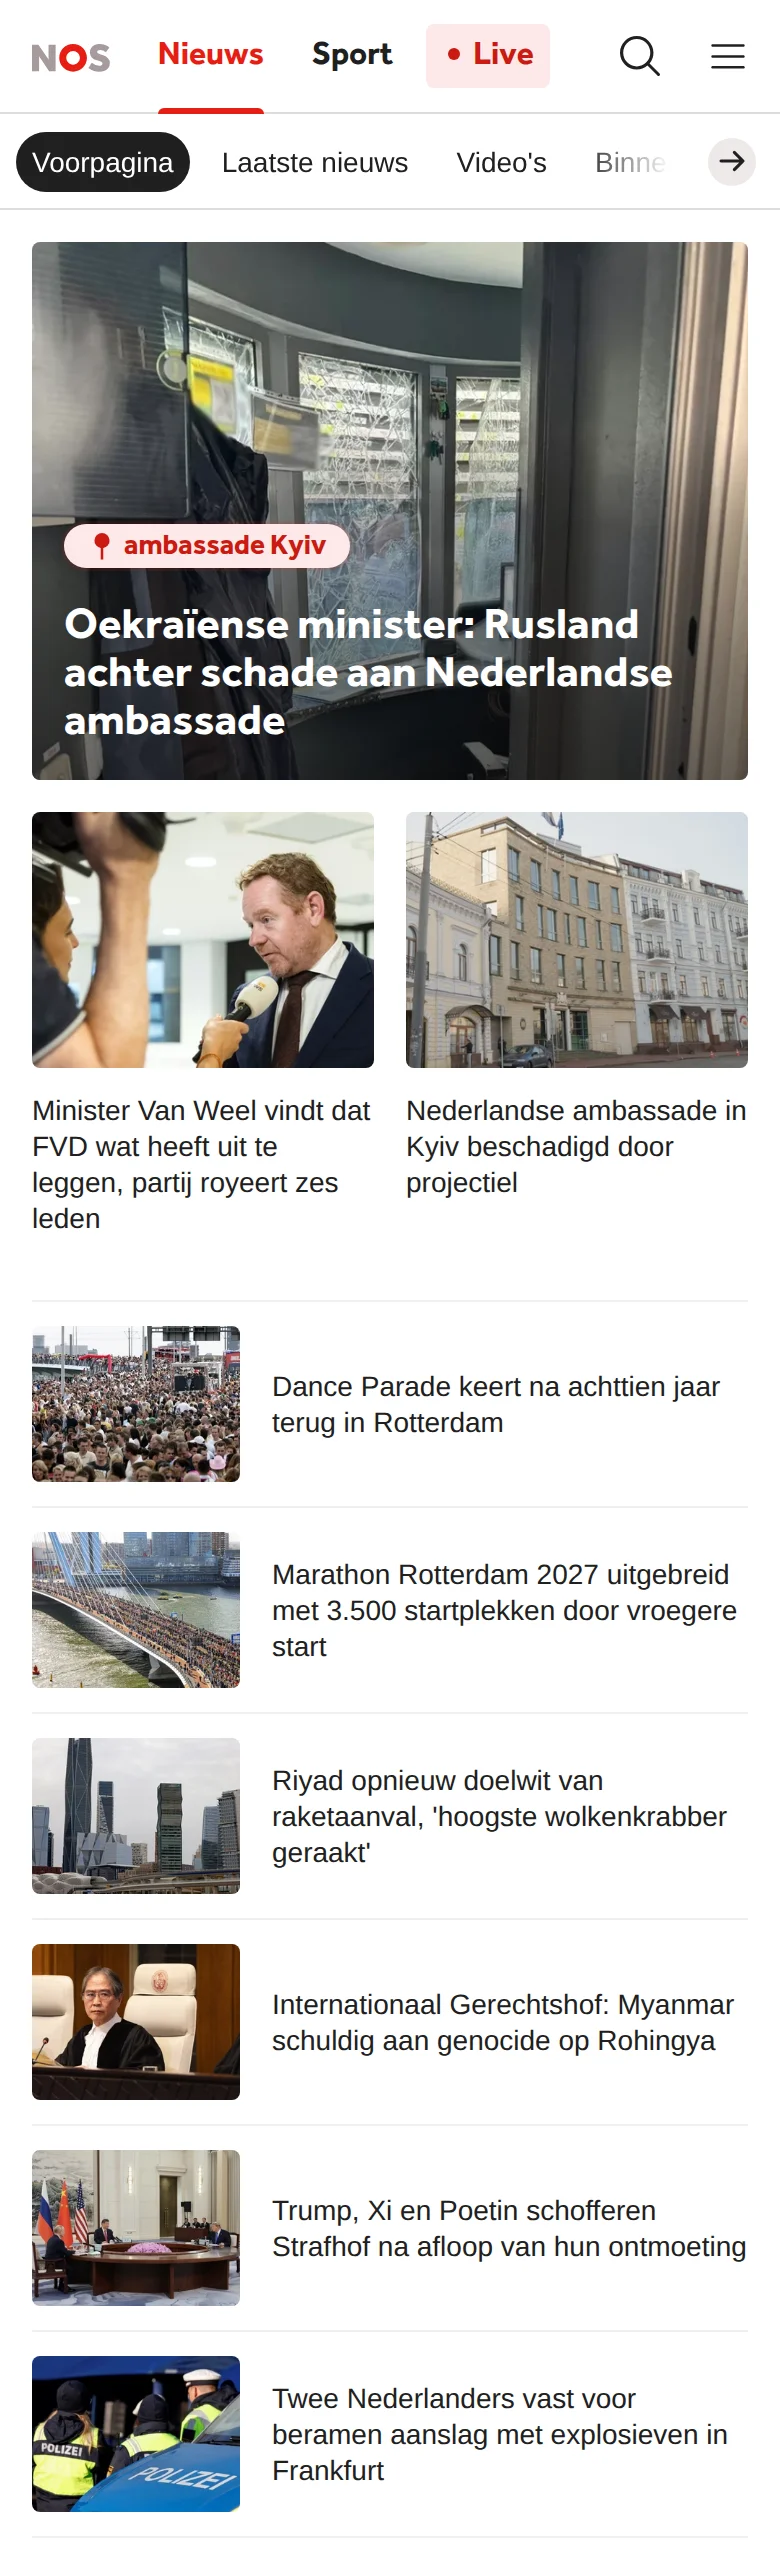 NOS
Nieuws
Sport
Live
Voorpagina
Laatste nieuws
Video's
Binne
ambassade Kyiv
Oekraïense minister: Rusland
achter schade aan Nederlandse
ambassade
Minister Van Weel vindt dat
FVD wat heeft uit te
leggen, partij royeert zes
leden
Nederlandse ambassade in
Kyiv beschadigd door
projectiel
Dance Parade keert na achttien jaar
terug in Rotterdam
Marathon Rotterdam 2027 uitgebreid
met 3.500 startplekken door vroegere
start
Riyad opnieuw doelwit van
raketaanval, 'hoogste wolkenkrabber
geraakt'
Internationaal Gerechtshof: Myanmar
schuldig aan genocide op Rohingya
Trump, Xi en Poetin schofferen
Strafhof na afloop van hun ontmoeting
POLIZEI
POLIZEI
Twee Nederlanders vast voor
beramen aanslag met explosieven in
Frankfurt